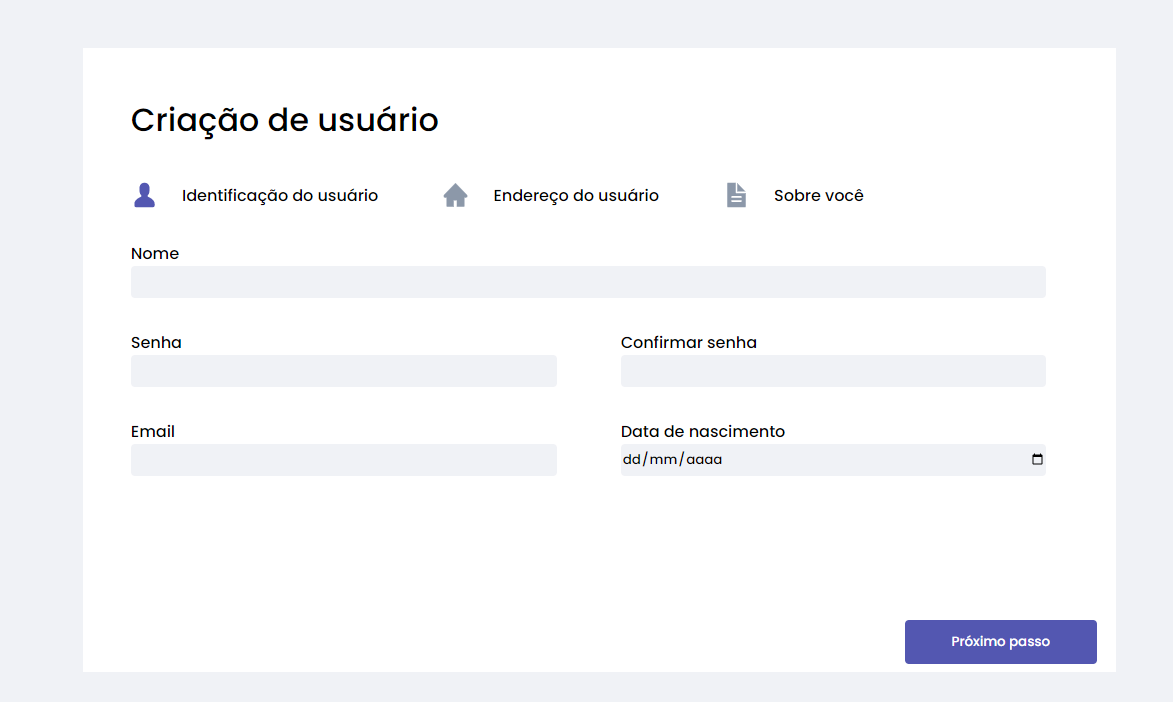 Criação de usuário
Identificação do usuário Endereço do usuário Sobre você
Nome
Senha Confirmar senha
Email Data de nascimento
dd/mm/aaaa
Próximo passo